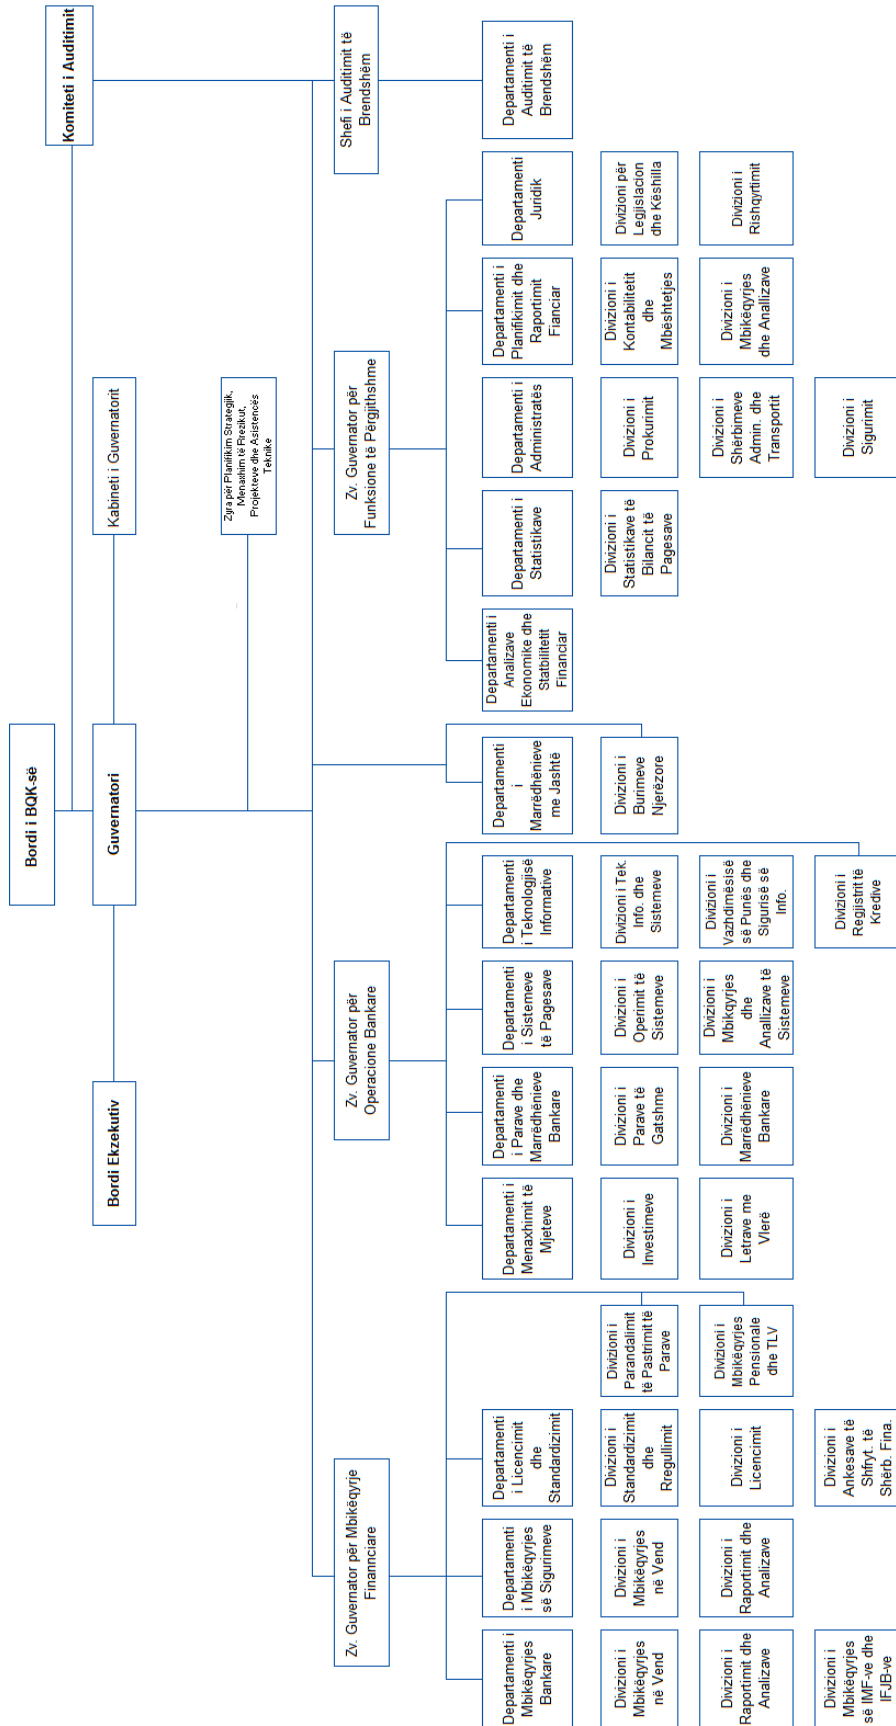 Bordi i BQK-së
Komiteti i Auditimit
Bordi Ekzekutiv
Guvernatori
Kabineti i Guvernatorit
Zyra për Planifikim Strategjik,
Menaxhim të Rrezikut,
Projekteve dhe Asistencës
Teknike
Zv. Guvernator për Mbikëqyrje
Finannciare
Zv. Guvernator për
Operacione Bankare
Zv. Guvernator për
Funksione të Përgjithshme
Shefi i Auditimit të
Brendshëm
Departamenti i
Mbikëqyrjes
Bankare
Departamenti
i Mbikëqyrjes
së Sigurimeve
Departamenti
i Licencimit
dhe
Standardizimit
Departamenti i
Menaxhimit të
Mjeteve
Departamenti
i Parave dhe
Marrëdhënieve
Bankare
Departamenti
i Sistemeve
të Pagesave
Departamenti
i Teknologjisë
Informative
Departamenti
i
Marrëdhënieve
me Jashtë
Departamenti i
Analizave
Ekonomike dhe
Statbilitetit
Financiar
Departamenti i
Statistikave
Departamenti i
Administratës
Departamenti i
Planifikimit dhe
Raportimit
Fianciar
Departamenti
Juridik
Departamenti i
Auditimit të
Brendshëm
Divizioni i
Mbikëqyrjes
në Vend
Divizioni i
Mbikëqyrjes
në Vend
Divizioni i
Standardizimit
dhe
Rregullimit
Divizioni i
Parandalimit
të Pastrimit të
Parave
Divizioni i
Investimeve
Divizioni i
Parave të
Gatshme
Divizioni i
Operimit të
Sistemeve
Divizioni i Tek.
Info. dhe
Sistemeve
Divizioni i
Burimeve
Njerëzore
Divizioni i
Statistikave të
Bilancit të
Pagesave
Divizioni i
Prokurimit
Divizioni i
Kontabilitetit
dhe
Mbështetjes
Divizioni për
Legjislacion
dhe Këshilla
Divizioni i
Raportimit dhe
Analizave
Divizioni i
Raportimit dhe
Analizave
Divizioni i
Licencimit
Divizioni i
Mbikëqyrjes
Pensionale
dhe TLV
Divizioni i
Letrave me
Vlerë
Divizioni i
Marrëdhënieve
Bankare
Divizioni i
Mbikqyrjes
dhe
Anallizave të
Sistemeve
Divizioni i
Vazhdimësisë
së Punës dhe
Sigurisë së
Info.
Divizioni i
Shërbimeve
Admin. dhe
Transportit
Divizioni i
Mbikëqyrjes
dhe Anallizave
Divizioni i
Rishqyrtimit
Divizioni i
Mbikëqyrjes
së IMF-ve dhe
IFJB-ve
Divizioni i
Ankesave të
Shfryt. të
Shërb. Fina.
Divizioni i
Regjistrit të
Kredive
Divizioni i
Sigurimit